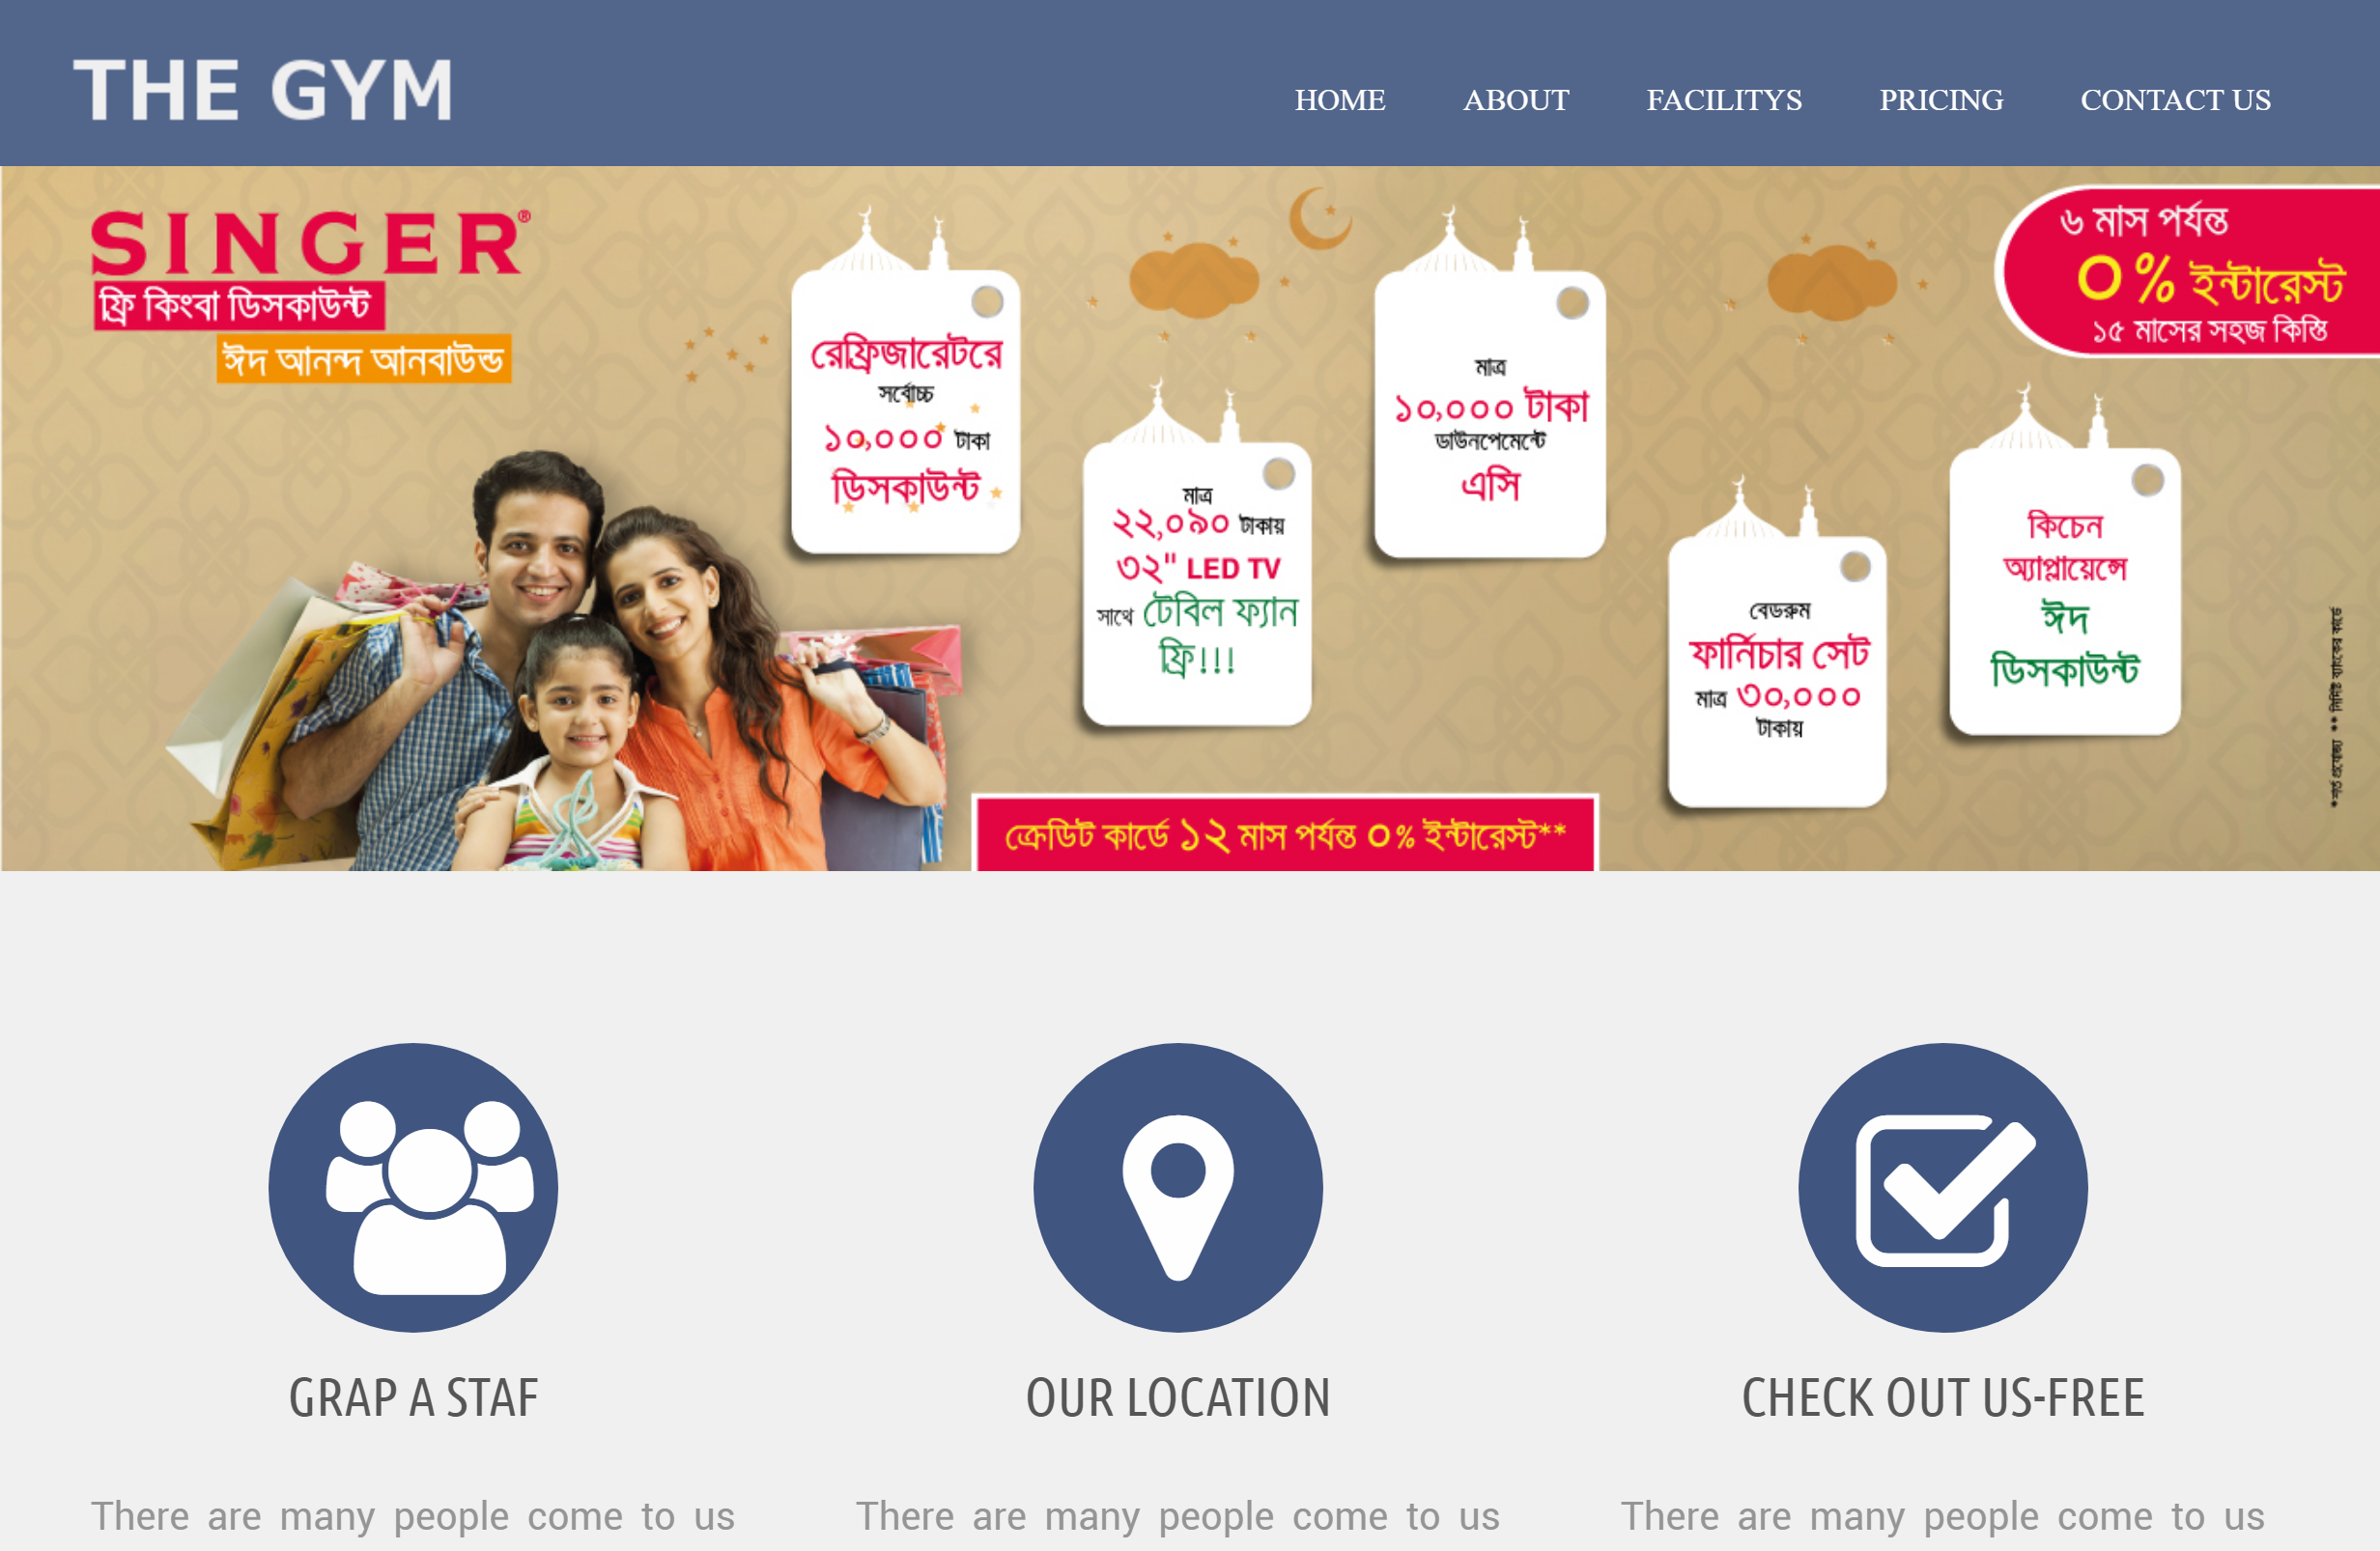 THE GYM
HOME ABOUT FACILITYS PRICING CONTACT US
SINGER®
ফ্রি কিংবা ডিসকাউন্ট
ঈদ আনন্দ আনবাউন্ড
রেফ্রিজারেটরে
সর্বোচ্চ
১০,০০০ টাকা
ডিসকাউন্ট
মাত্র
২২,০৯০ টাকায়
৩২" LED TV
সাথে টেবিল ফ্যান
ফ্রি!!!
মাত্র
১০,০০০ টাকা
ডাউনপেমেন্টে
এসি
বেডরুম
ফার্নিচার সেট
মাত্র ৩০,০০০
টাকায়
কিচেন
অ্যাপ্লায়েন্সে
ঈদ
ডিসকাউন্ট
৬ মাস পর্যন্ত
০% ইন্টারেস্ট
১৫ মাসের সহজ কিস্তি
ক্রেডিট কার্ডে ১২ মাস পর্যন্ত ০% ইন্টারেস্ট**
*শর্ত প্রযোজ্য ** নির্দিষ্ট ব্যাংকের কার্ডে
GRAP A STAF
There are many people come to us
OUR LOCATION
There are many people come to us
CHECK OUT US-FREE
There are many people come to us